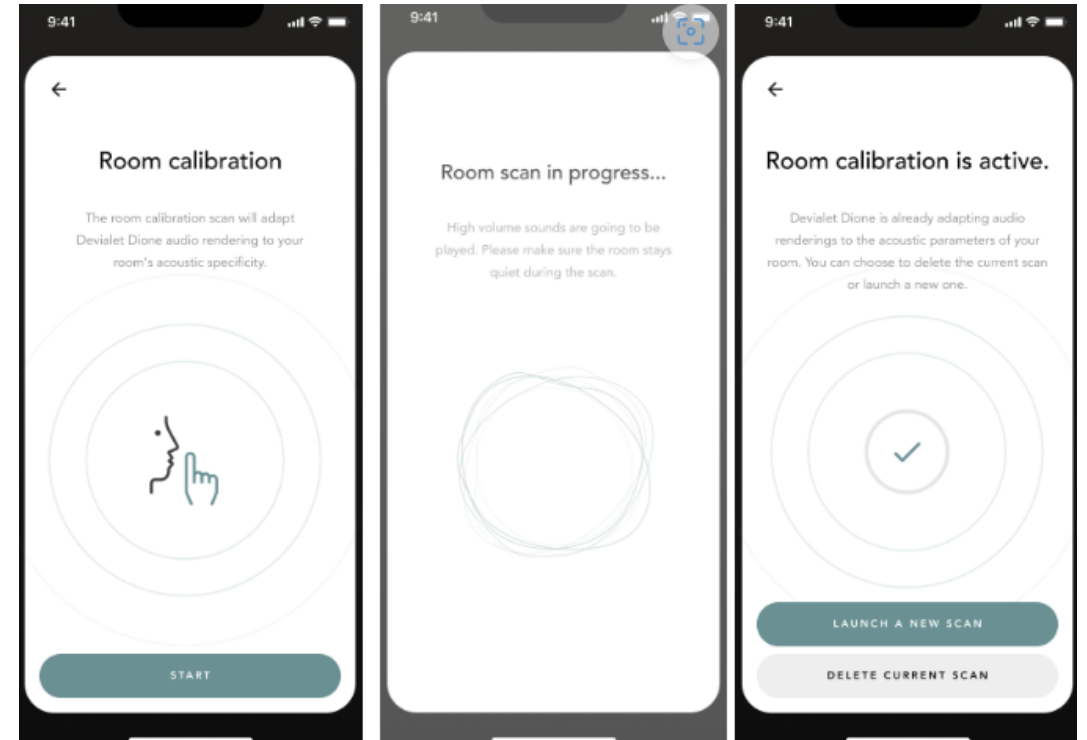 9:41
Room calibration
The room calibration scan will adapt
Devialet Dione audio rendering to your
room's acoustic specificity.
START
9:41
Room scan in progress...
High volume sounds are going to be
played. Please make sure the room stays
quiet during the scan.
9:41
Room calibration is active.
Devialet Dione is already adapting audio
renderings to the acoustic parameters of your
room. You can choose to delete the current scan
or launch a new one.
LAUNCH A NEW SCAN
DELETE CURRENT SCAN